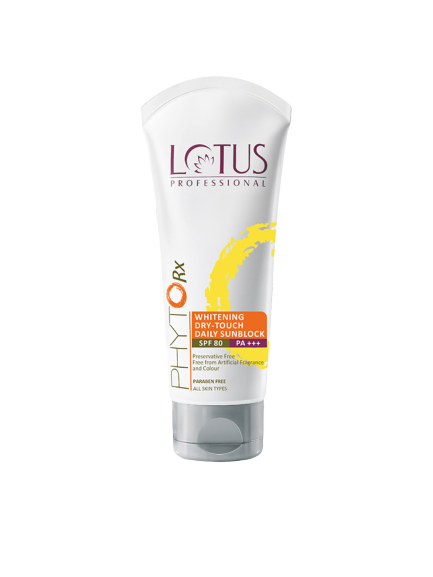 LOTUS
PROFESSIONAL
PHYTORx
WHITENING
DRY-TOUCH
DAILY SUNBLOCK
SPF 80 PA +++
Preservative Free
Free from Artificial Fragrance
and Colour
PARABEN FREE
ALL SKIN TYPES